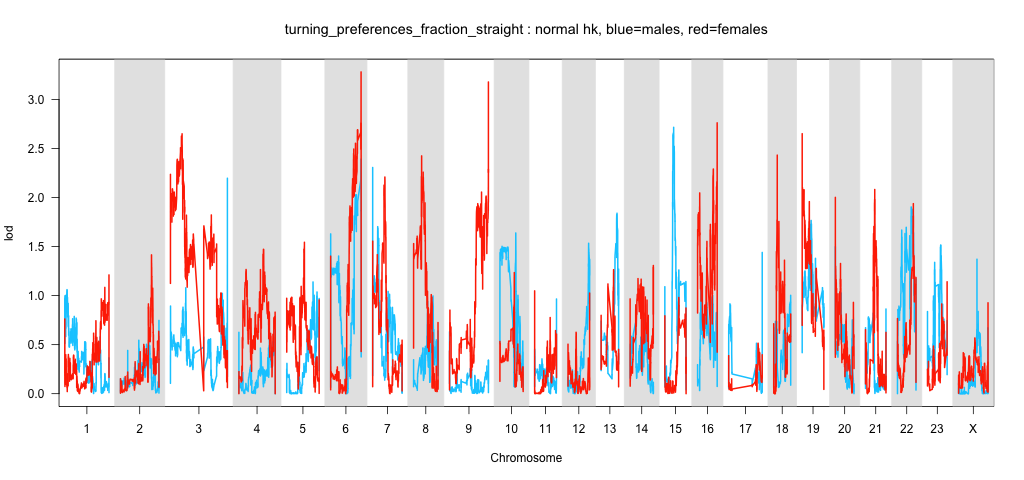 turning_preferences_fraction_straight : normal hk, blue=males, red=females
lod
3.0
2.5
2.0
1.5
1.0
0.5
0.0
1 2 3 4 5 6 7 8 9 10 11 12 13 14 15 16 17 18 19 20 21 22 23 X
Chromosome